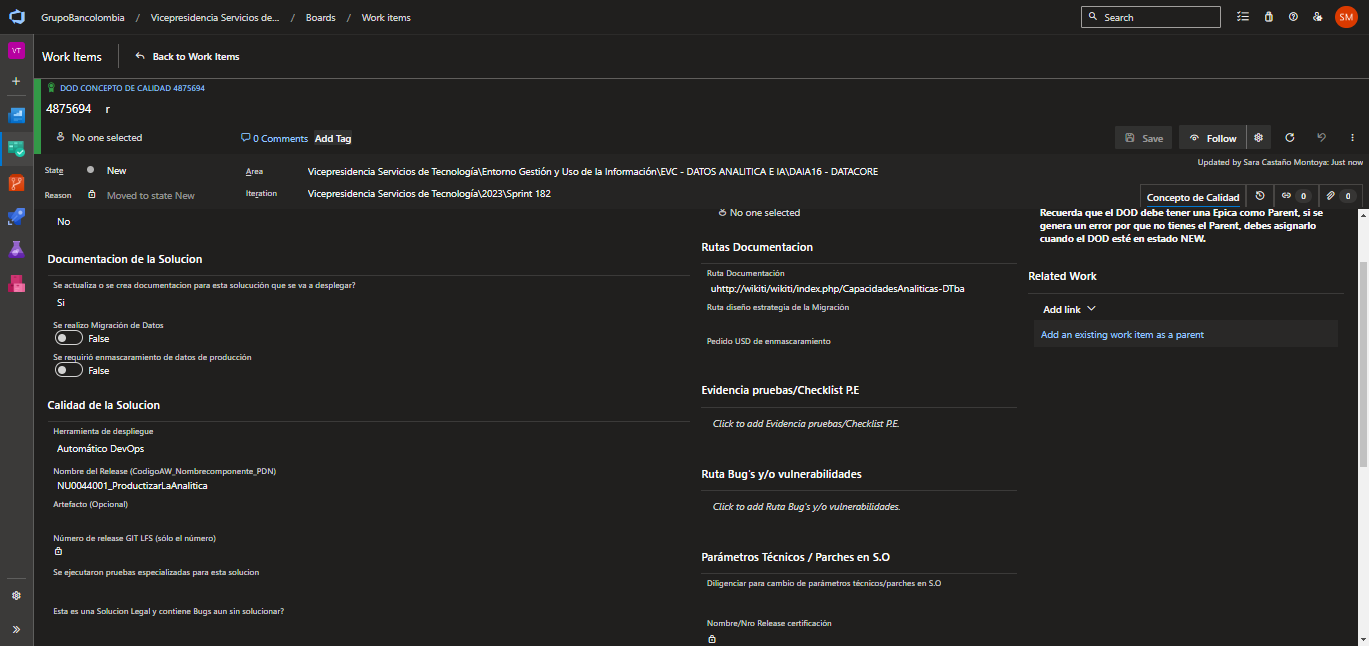 GrupoBancolombia / Vicepresidencia Servicios de... / Boards / Work items
Search
SM
VT
Work Items
Back to Work Items
DOD CONCEPTO DE CALIDAD 4875694
4875694 r
No one selected
0 Comments
Add Tag
Save
Follow
Updated by Sara Castaño Montoya: Just now
State New
Area Vicepresidencia Servicios de Tecnología\Entorno Gestión y Uso de la Información\EVC - DATOS ANALITICA E IA\DAIA16 - DATACORE
Reason Moved to state New
Iteration Vicepresidencia Servicios de Tecnología\2023\Sprint 182
Concepto de Calidad
0
0
No
Documentacion de la Solucion
Se actualiza o se crea documentacion para esta solucución que se va a desplegar?
Si
Se realizo Migración de Datos
False
Se requirió enmascaramiento de datos de producción
False
Calidad de la Solucion
Herramienta de despliegue
Automático DevOps
Nombre del Release (CodigoAW_Nombrecomponente_PDN)
NU0044001_ProductizarLaAnalitica
Artefacto (Opcional)
Número de release GIT LFS (sólo el número)
Se ejecutaron pruebas especializadas para esta solucion
Esta es una Solucion Legal y contiene Bugs aun sin solucionar?
No one selected
Rutas Documentacion
Ruta Documentación
uhttp://wikiti/wikiti/index.php/CapacidadesAnaliticas-DTba
Ruta diseño estrategia de la Migración
Pedido USD de enmascaramiento
Evidencia pruebas/Checklist P.E
Click to add Evidencia pruebas/Checklist P.E.
Ruta Bug's y/o vulnerabilidades
Click to add Ruta Bug's y/o vulnerabilidades.
Parámetros Técnicos / Parches en S.O
Diligenciar para cambio de parámetros técnicos/parches en S.O
Nombre/Nro Release certificación
Recuerda que el DOD debe tener una Epica como Parent, si se
genera un error por que no tienes el Parent, debes asignarlo
cuando el DOD esté en estado NEW.
Related Work
Add link
Add an existing work item as a parent